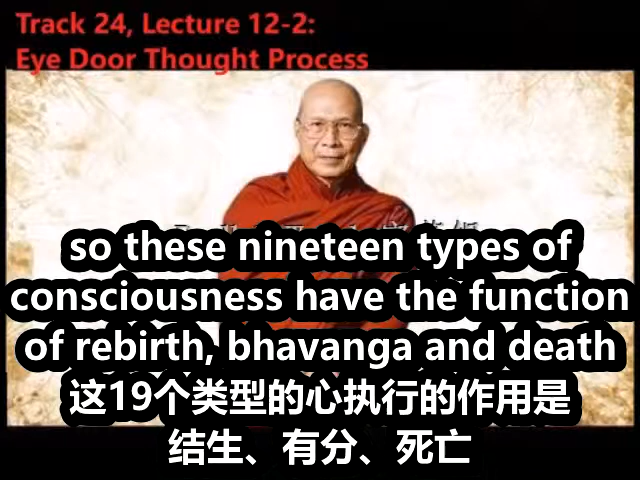 Track 24, Lecture 12-2:
Eye Door Thought Process
so these nineteen types of
consciousness have the function
of rebirth, bhavanga and death
这19个类型的心执行的作用是
结生、有分、死亡